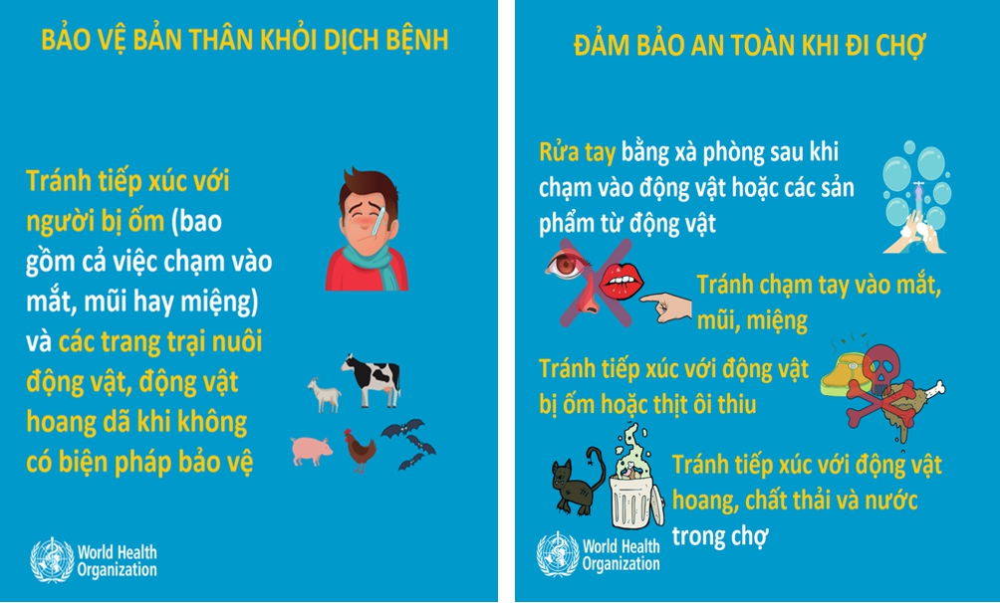 BẢO VỆ BẢN THÂN KHỎI DỊCH BỆNH
Tránh tiếp xúc với
người bị ốm (bao
gồm cả việc chạm vào
mắt, mũi hay miệng)
và các trang trại nuôi
động vật, động vật
hoang dã khi không
có biện pháp bảo vệ
World Health
Organization
ĐẢM BẢO AN TOÀN KHI ĐI CHỢ
Rửa tay bằng xà phòng sau khi
chạm vào động vật hoặc các sản
phẩm từ động vật
Tránh chạm tay vào mắt,
mũi, miệng
Tránh tiếp xúc với động vật
bị ốm hoặc thịt ôi thiu
Tránh tiếp xúc với động vật
hoang, chất thải và nước
trong chợ
World Health
Organization